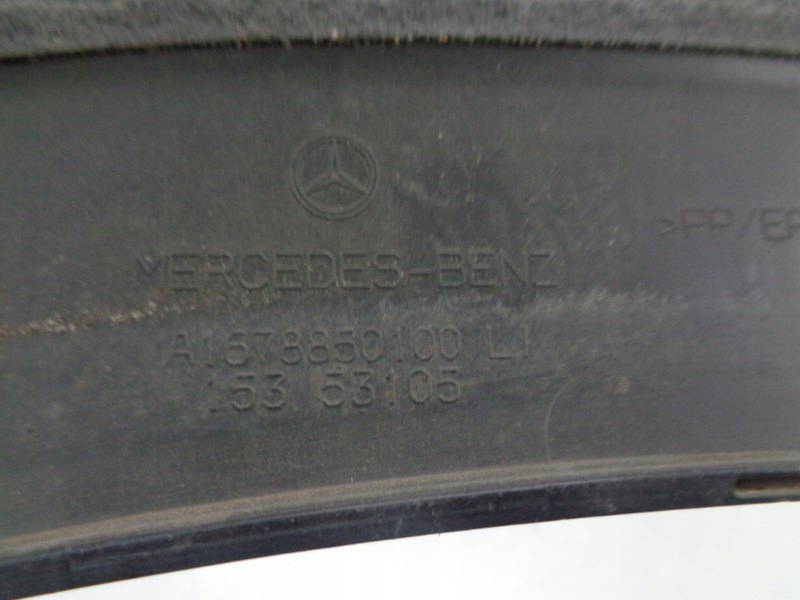 MERCEDES-BENZ
>PP/EP
A1678850100 L1
153 53105